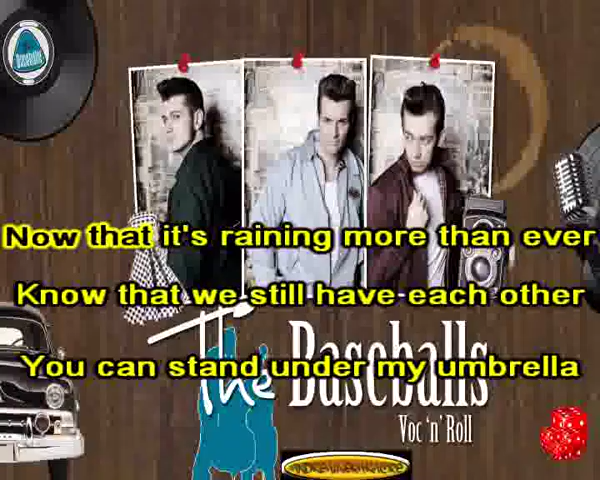 Baseballs
Now that it's raining more than ever
Know that we still have each other
You can stand under my umbrella
The Baseballs
Voc 'n' Roll